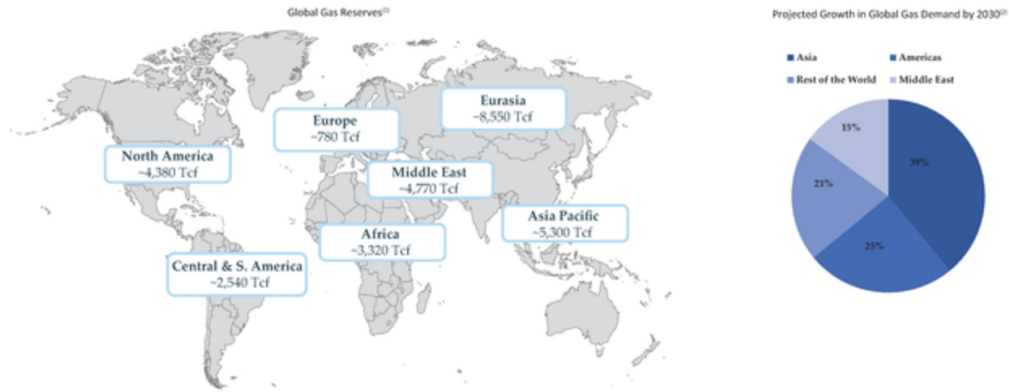 Global Gas Reserves(1)
Eurasia
~8,550 Tcf
Europe
~780 Tcf
North America
~4,380 Tcf
Middle East
~4,770 Tcf
Asia Pacific
~5,300 Tcf
Africa
~3,320 Tcf
Central & S. America
~2,540 Tcf
Projected Growth in Global Gas Demand by 2030(2)
Asia
Americas
Rest of the World
Middle East
15%
39%
21%
25%